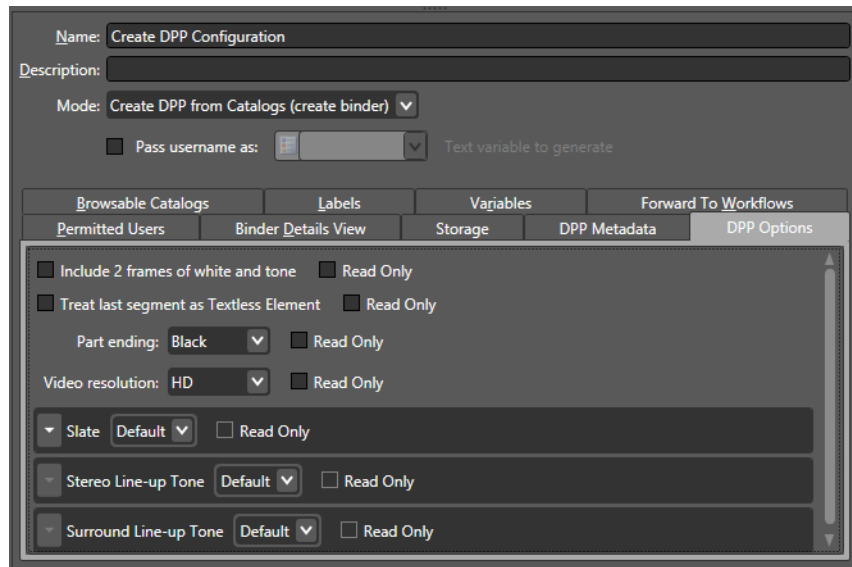 Name: Create DPP Configuration
Description:
Mode: Create DPP from Catalogs (create binder)
Pass username as: Text variable to generate
Browsable Catalogs Labels Variables Forward To Workflows
Permitted Users Binder Details View Storage DPP Metadata DPP Options
Include 2 frames of white and tone Read Only
Treat last segment as Textless Element Read Only
Part ending: Black Read Only
Video resolution: HD Read Only
Slate Default Read Only
Stereo Line-up Tone Default Read Only
Surround Line-up Tone Default Read Only